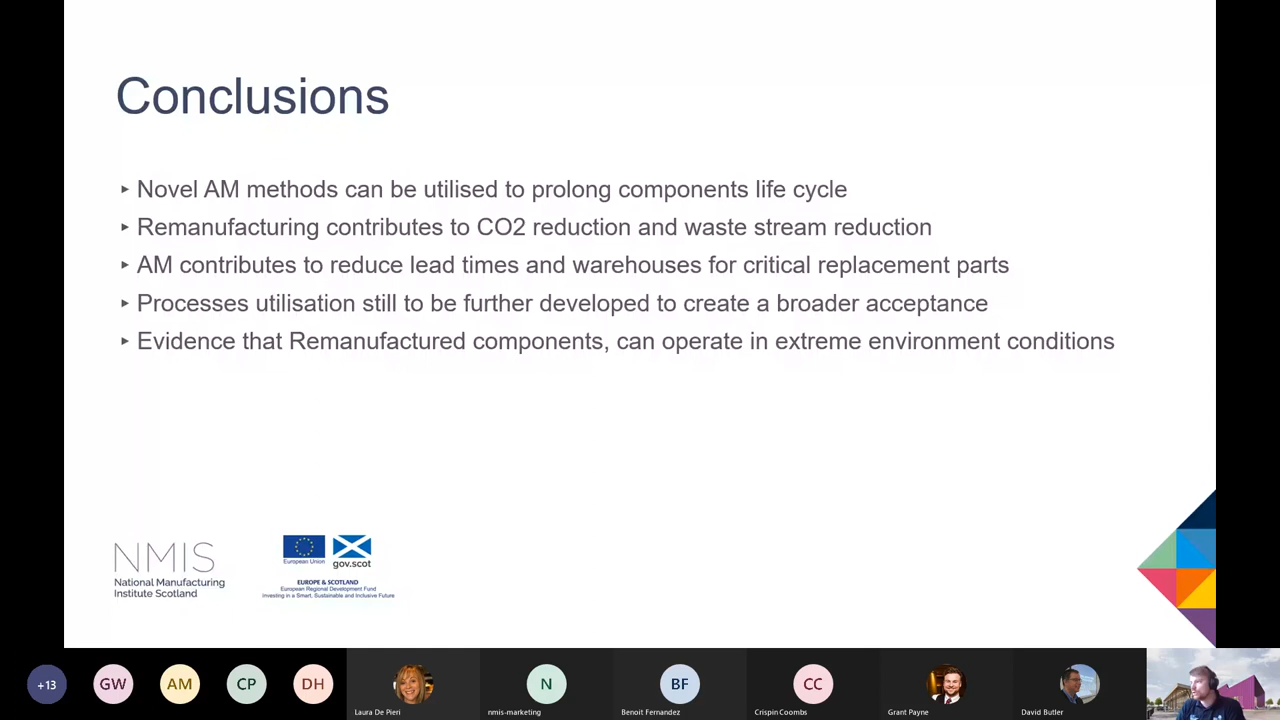 Conclusions
▸ Novel AM methods can be utilised to prolong components life cycle
▸ Remanufacturing contributes to CO2 reduction and waste stream reduction
▸ AM contributes to reduce lead times and warehouses for critical replacement parts
▸ Processes utilisation still to be further developed to create a broader acceptance
▸ Evidence that Remanufactured components, can operate in extreme environment conditions
NMIS
National Manufacturing
Institute Scotland
European Union
gov.scot
EUROPE & SCOTLAND
European Regional Development Fund
Investing in a Smart, Sustainable and Inclusive Future
+13
GW
AM
CP
DH
Laura De Pieri
N
nmis-marketing
BF
Benoit Fernandez
CC
Crispin Coombs
Grant Payne
David Butler